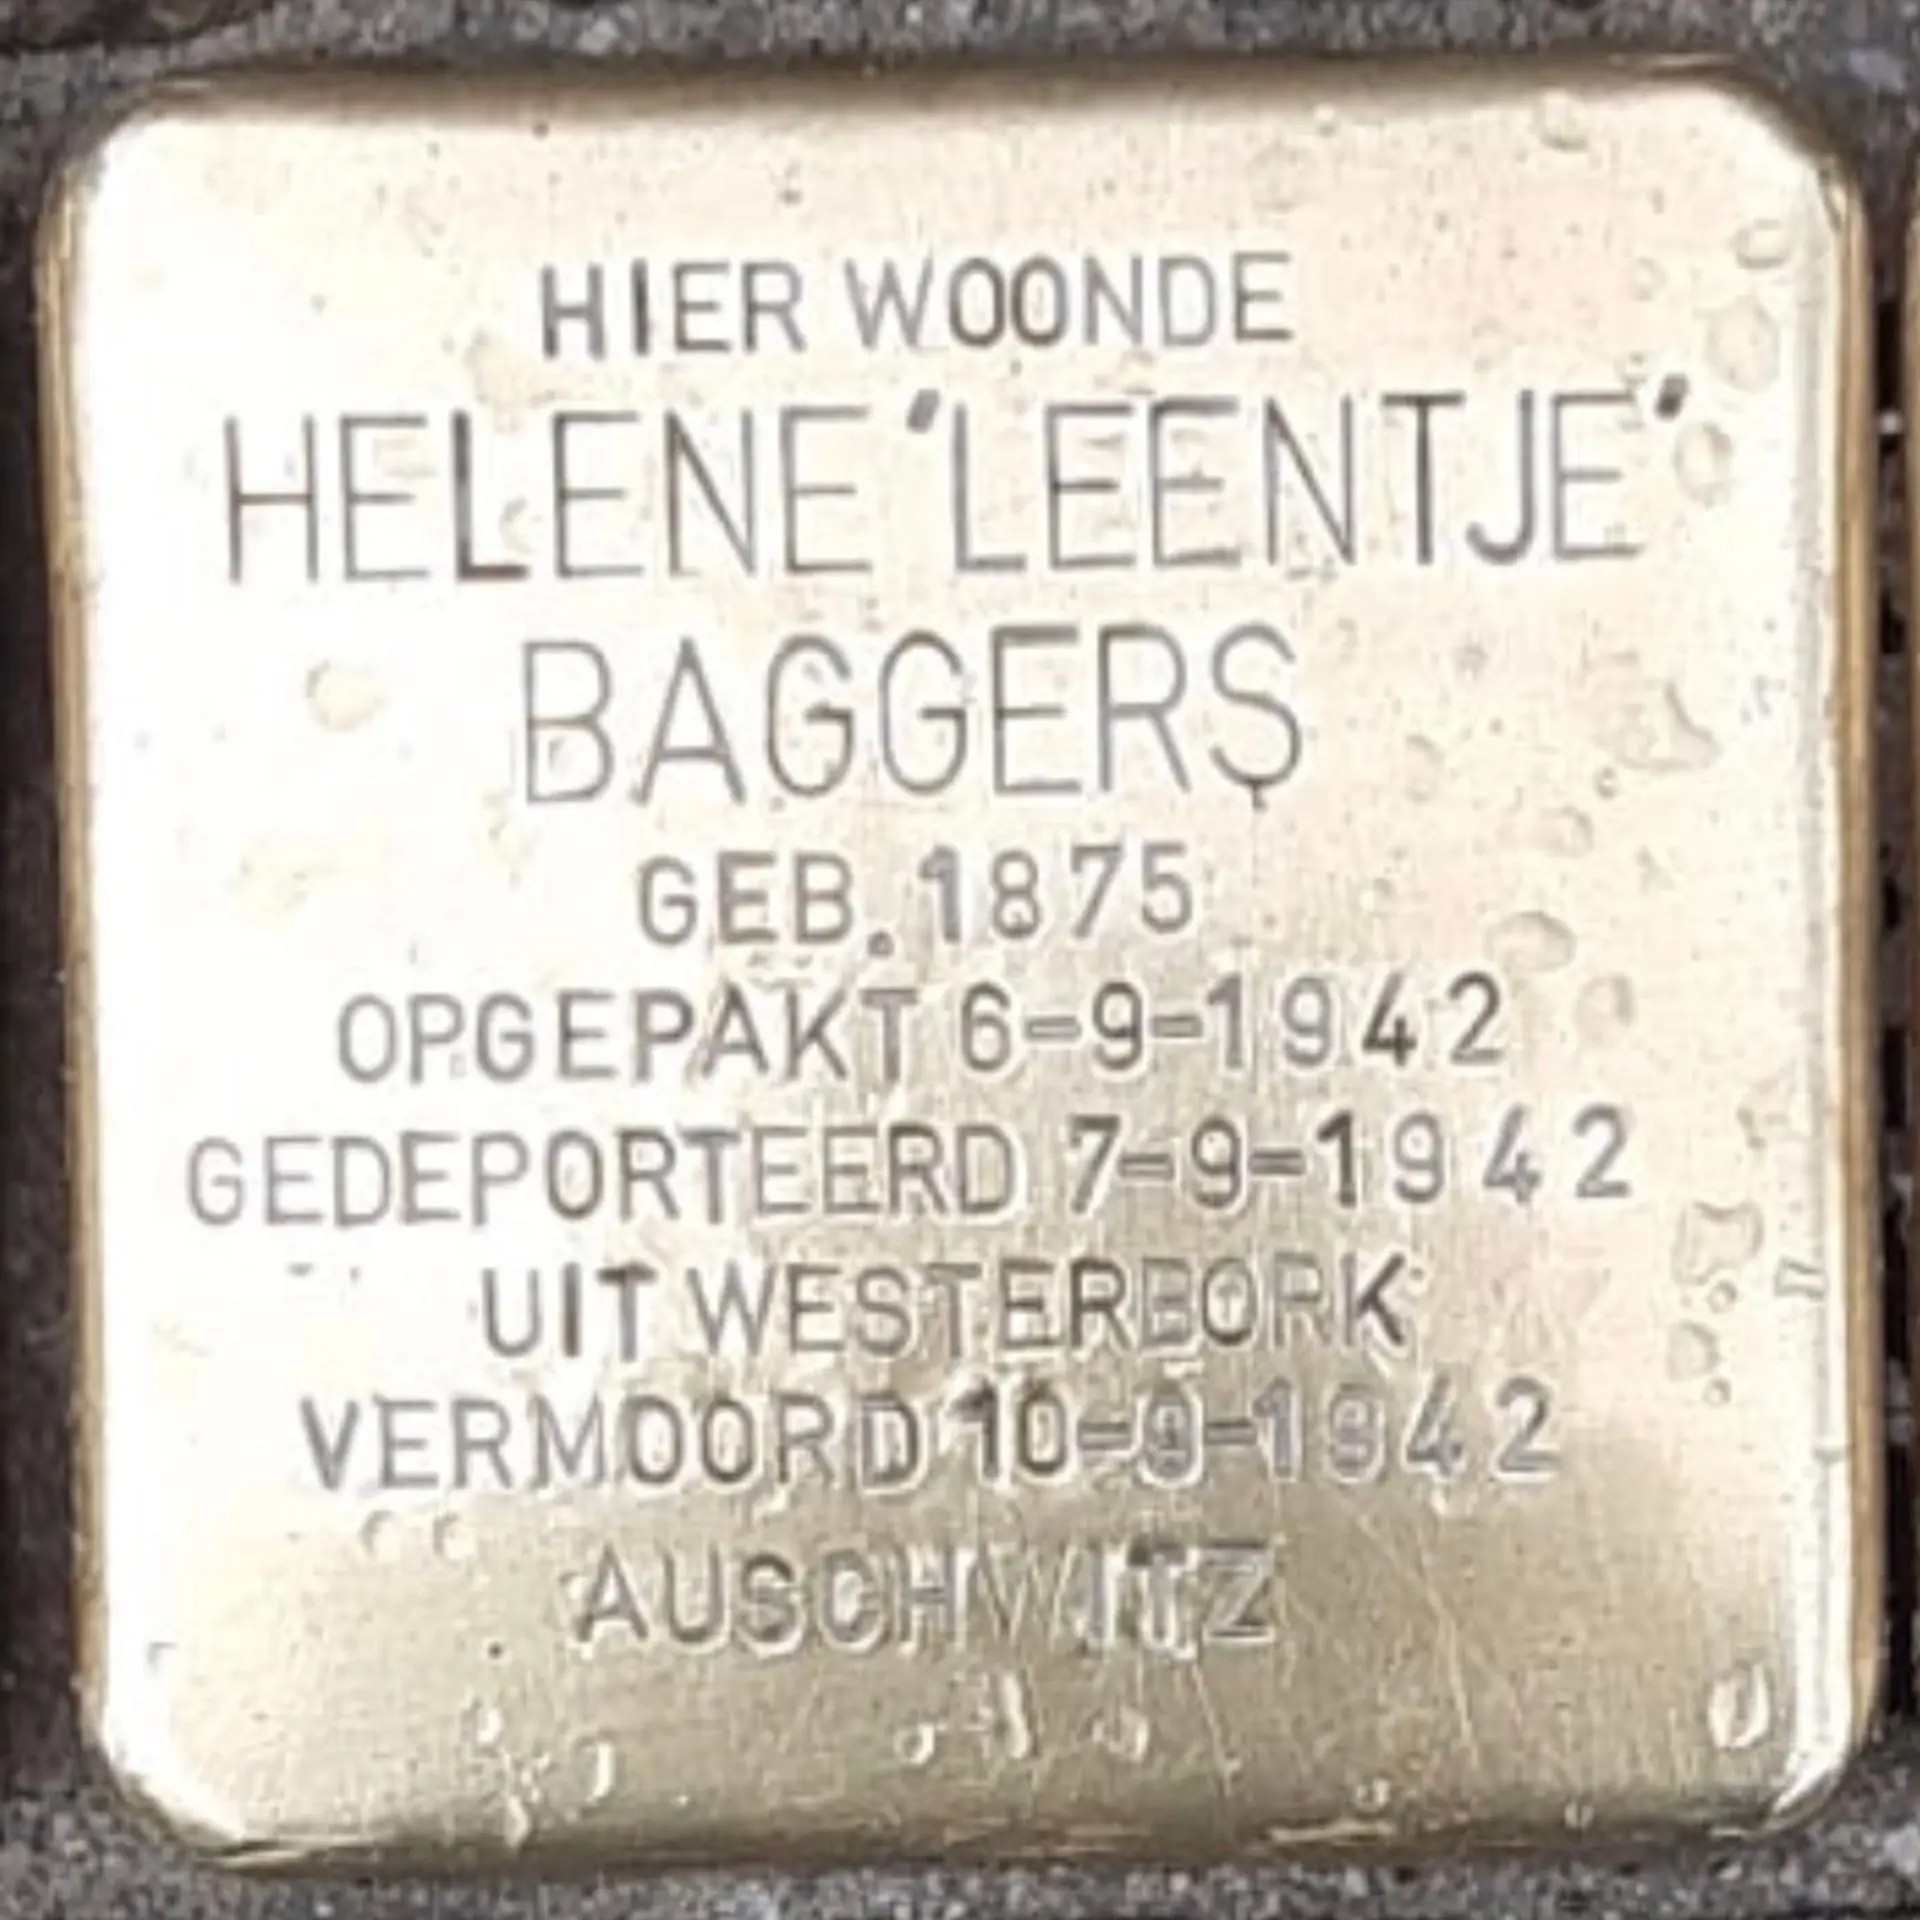 HIER WOONDE
HELENE 'LEENTJE'
BAGGERS
GEB. 1875
OPGEPAKT 6-9-1942
GEDEPORTEERD 7-9-1942
UIT WESTERBORK
VERMOORD 10-9-1942
AUSCHWITZ